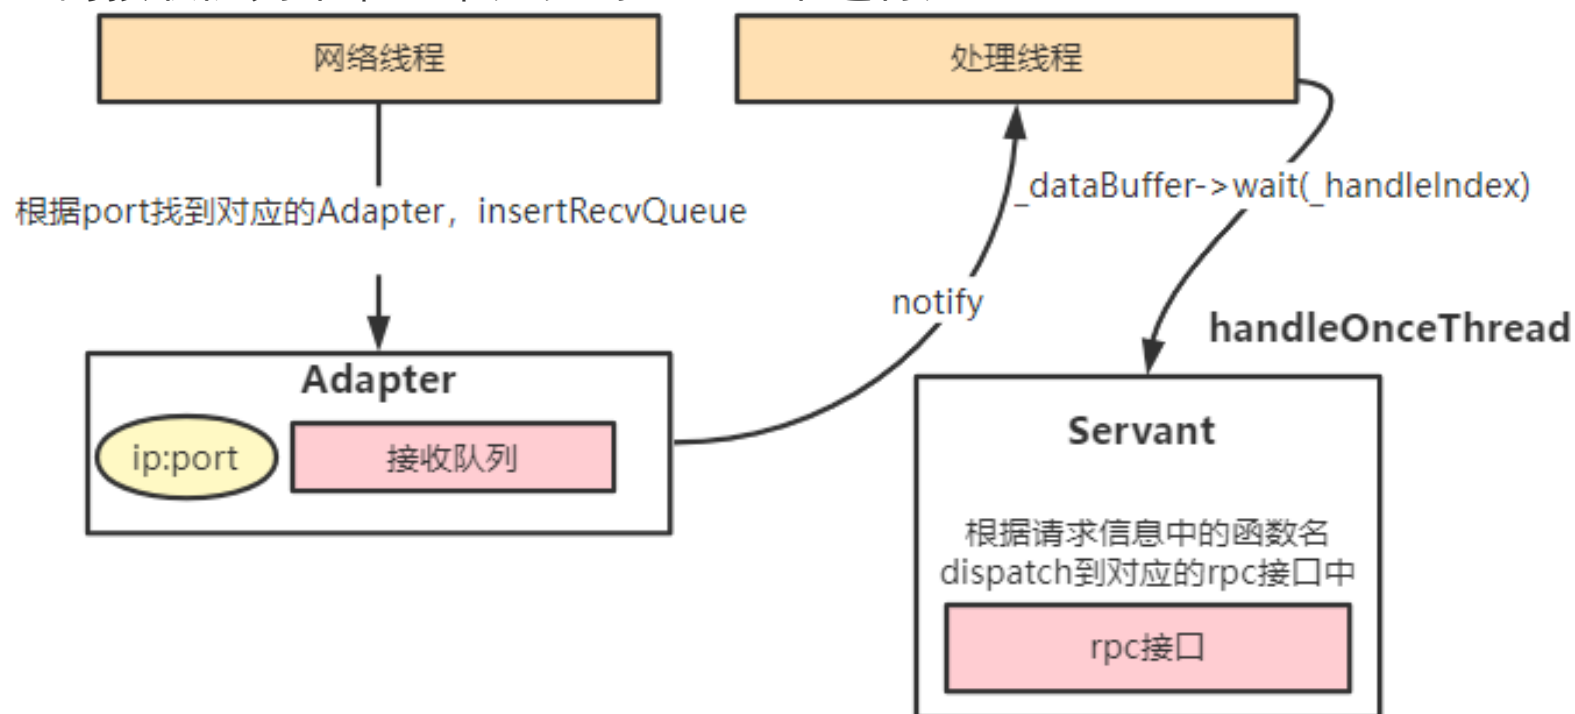 网络线程
处理线程
根据port找到对应的Adapter，insertRecvQueue
_dataBuffer->wait(_handleIndex)
notify
handleOnceThread
Adapter
ip:port
接收队列
Servant
根据请求信息中的函数名
dispatch到对应的rpc接口中
rpc接口